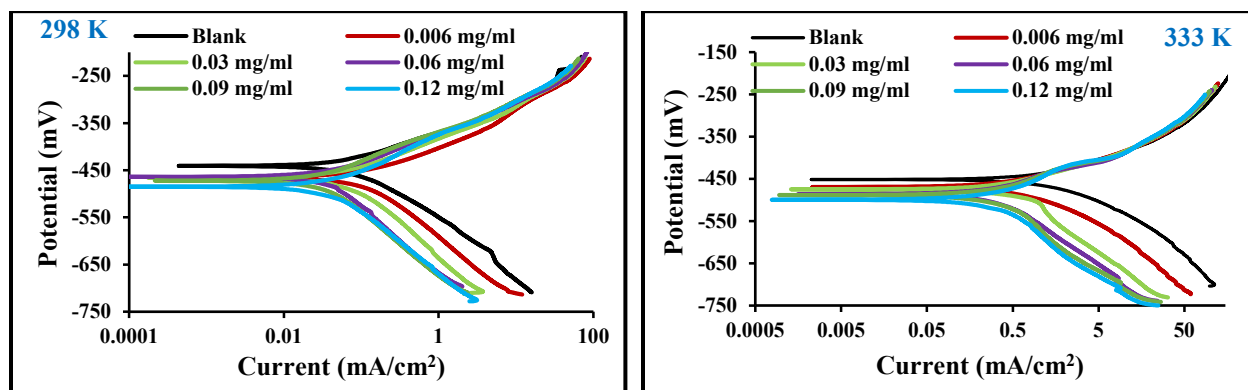 298 K
Blank
0.006 mg/ml
0.03 mg/ml
0.06 mg/ml
0.09 mg/ml
0.12 mg/ml
Potential (mV)
-250
-350
-450
-550
-650
-750
0.0001
0.01
1
100
Current (mA/cm²)
333 K
Blank
0.006 mg/ml
0.03 mg/ml
0.06 mg/ml
0.09 mg/ml
0.12 mg/ml
Potential (mV)
-150
-250
-350
-450
-550
-650
-750
0.0005
0.005
0.05
0.5
5
50
Current (mA/cm²)